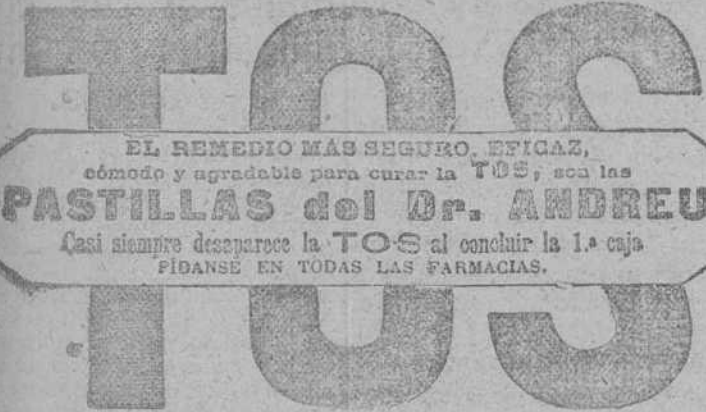 TOS
EL REMEDIO MÁS SEGURO, EFICAZ,
cómodo y agradable para curar la TOS, son las
PASTILLAS del Dr. ANDREU
Casi siempre desaparece la TOS al concluir la 1.ª caja
PÍDANSE EN TODAS LAS FARMACIAS.